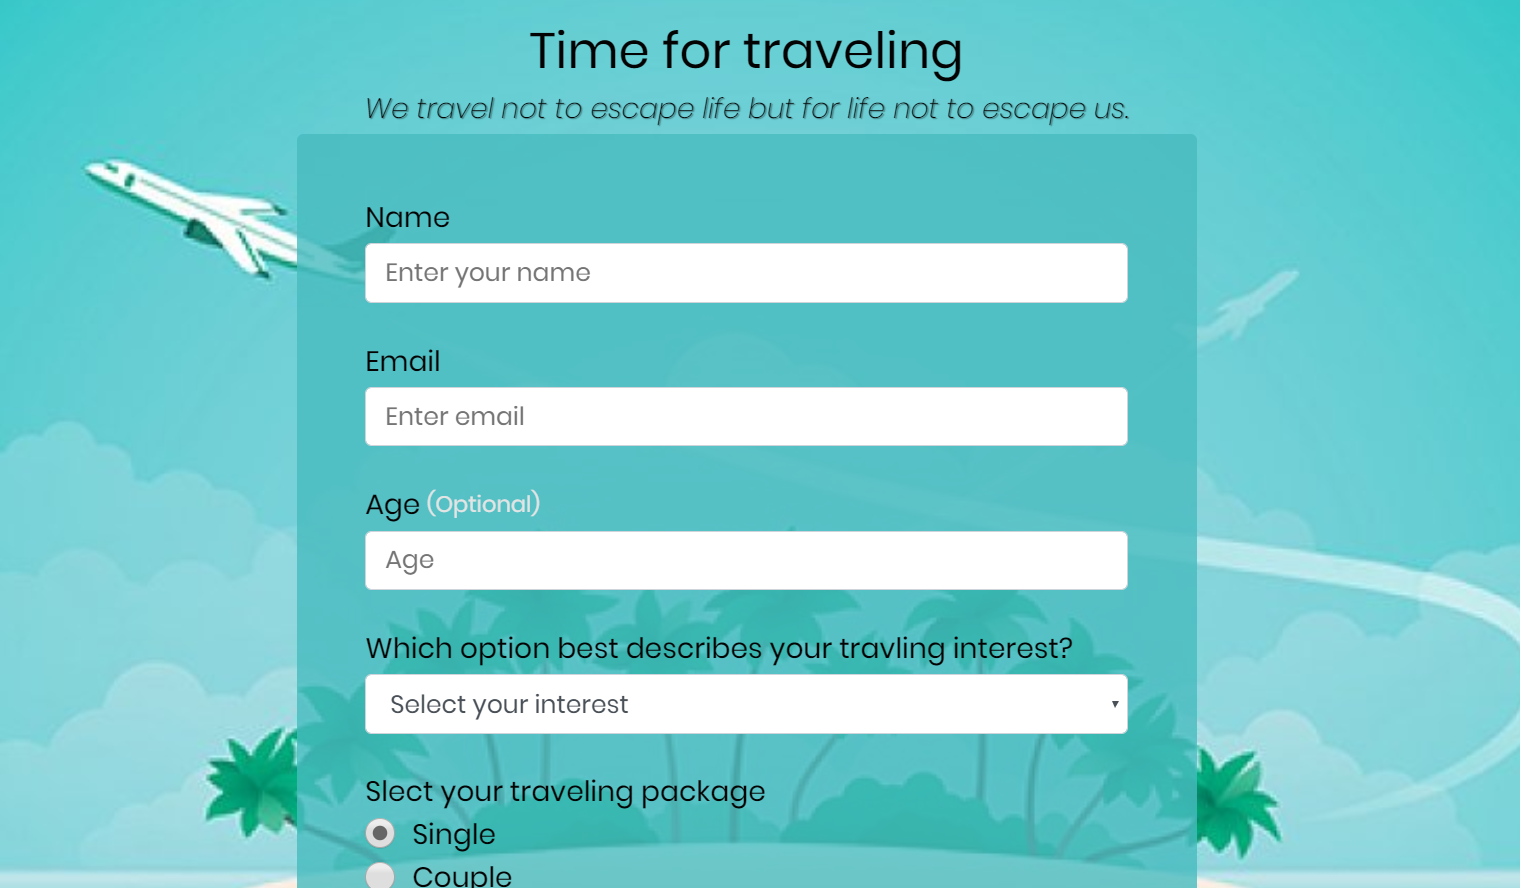 Time for traveling
We travel not to escape life but for life not to escape us.
Name
Enter your name
Email
Enter email
Age (Optional)
Age
Which option best describes your travling interest?
Select your interest
Slect your traveling package
Single
Couple